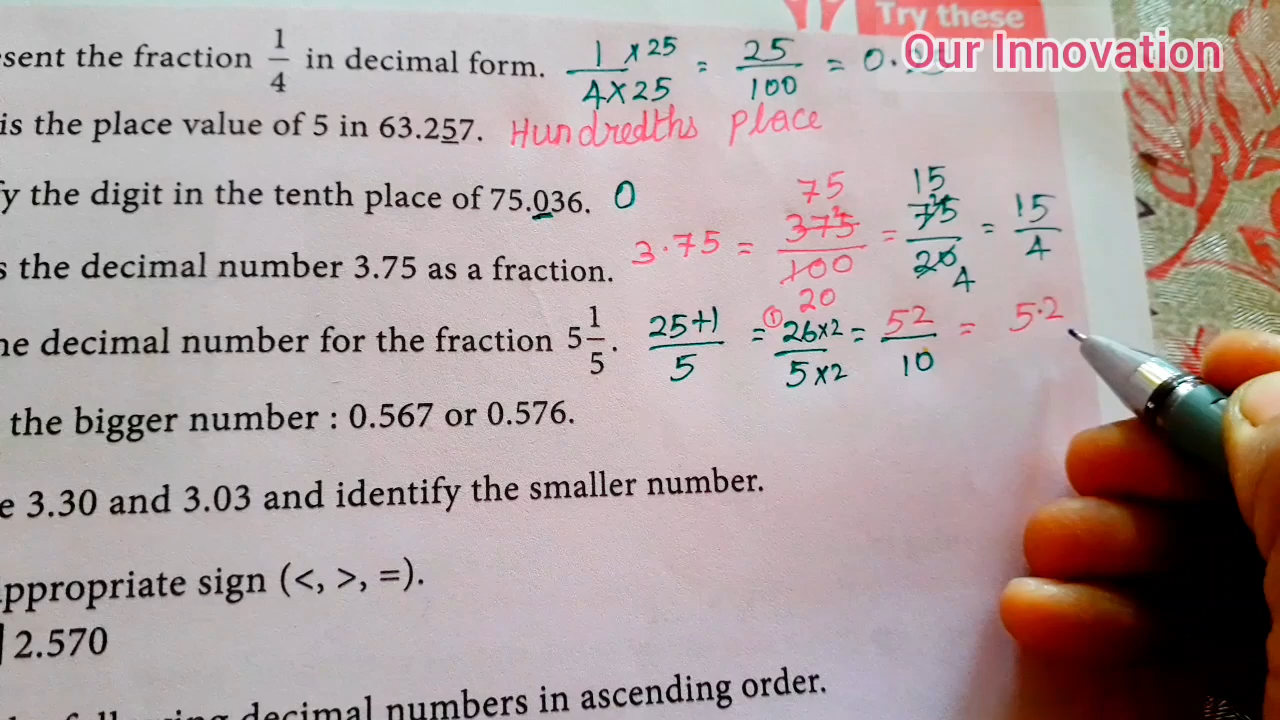 Try these
Our Innovation
sent the fraction 1/4 in decimal form. 1×25/4×25 = 25/100 = 0.25
is the place value of 5 in 63.257. Hundredths place
y the digit in the tenth place of 75.036. 0
s the decimal number 3.75 as a fraction. 3.75 = 375/100 75/20 = 75/20 15/4 = 15/4
ne decimal number for the fraction 5 1/5. 25+1/5 = ① 26×2/5×2 = 52/10 = 5.2
the bigger number : 0.567 or 0.576.
e 3.30 and 3.03 and identify the smaller number.
appropriate sign (<, >, =).
2.570
following decimal numbers in ascending order.